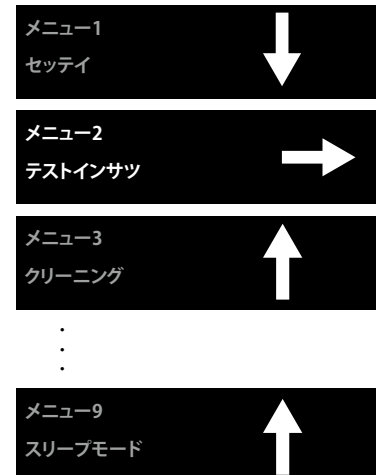 メニュー1
セッテイ
メニュー2
テストインサツ
メニュー3
クリーニング
メニュー9
スリープモード